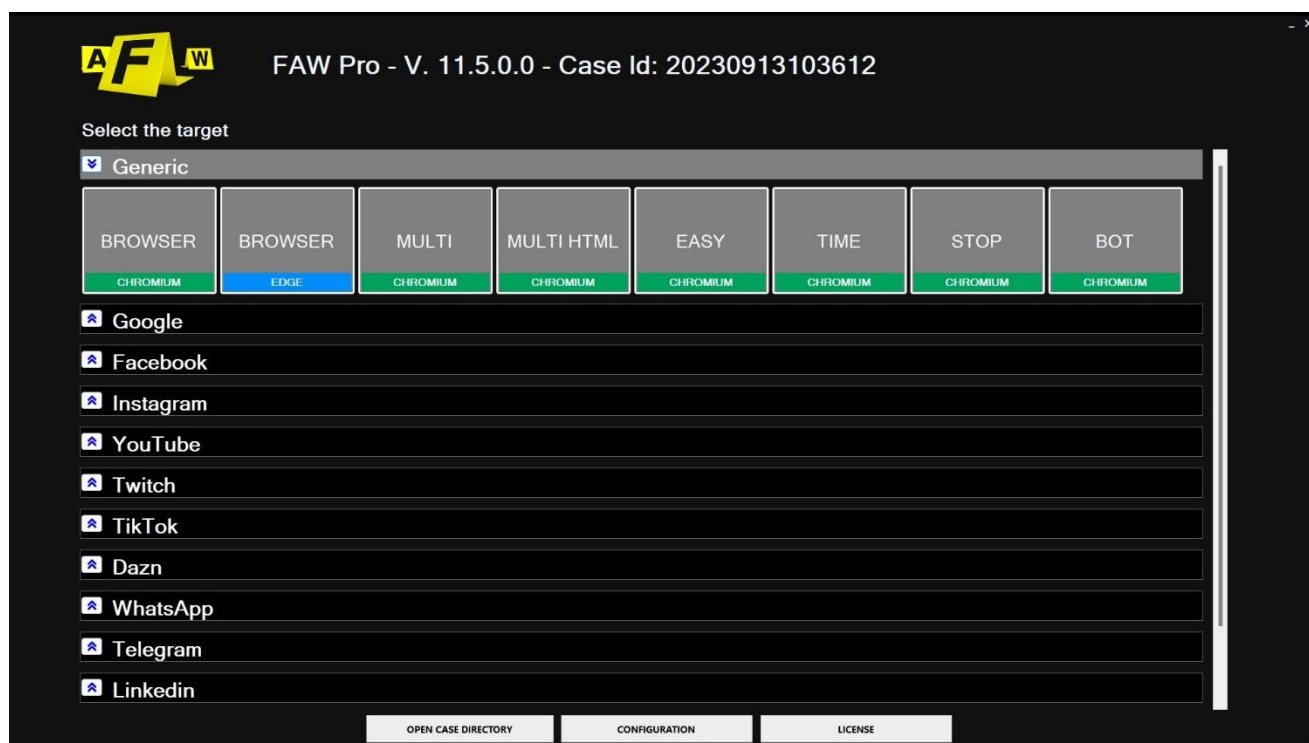 A F W
FAW Pro - V. 11.5.0.0 - Case Id: 20230913103612
Select the target
Generic
BROWSER BROWSER MULTI MULTI HTML EASY TIME STOP BOT
CHROMIUM EDGE CHROMIUM CHROMIUM CHROMIUM CHROMIUM CHROMIUM CHROMIUM
Google
Facebook
Instagram
YouTube
Twitch
TikTok
Dazn
WhatsApp
Telegram
Linkedin
OPEN CASE DIRECTORY CONFIGURATION LICENSE